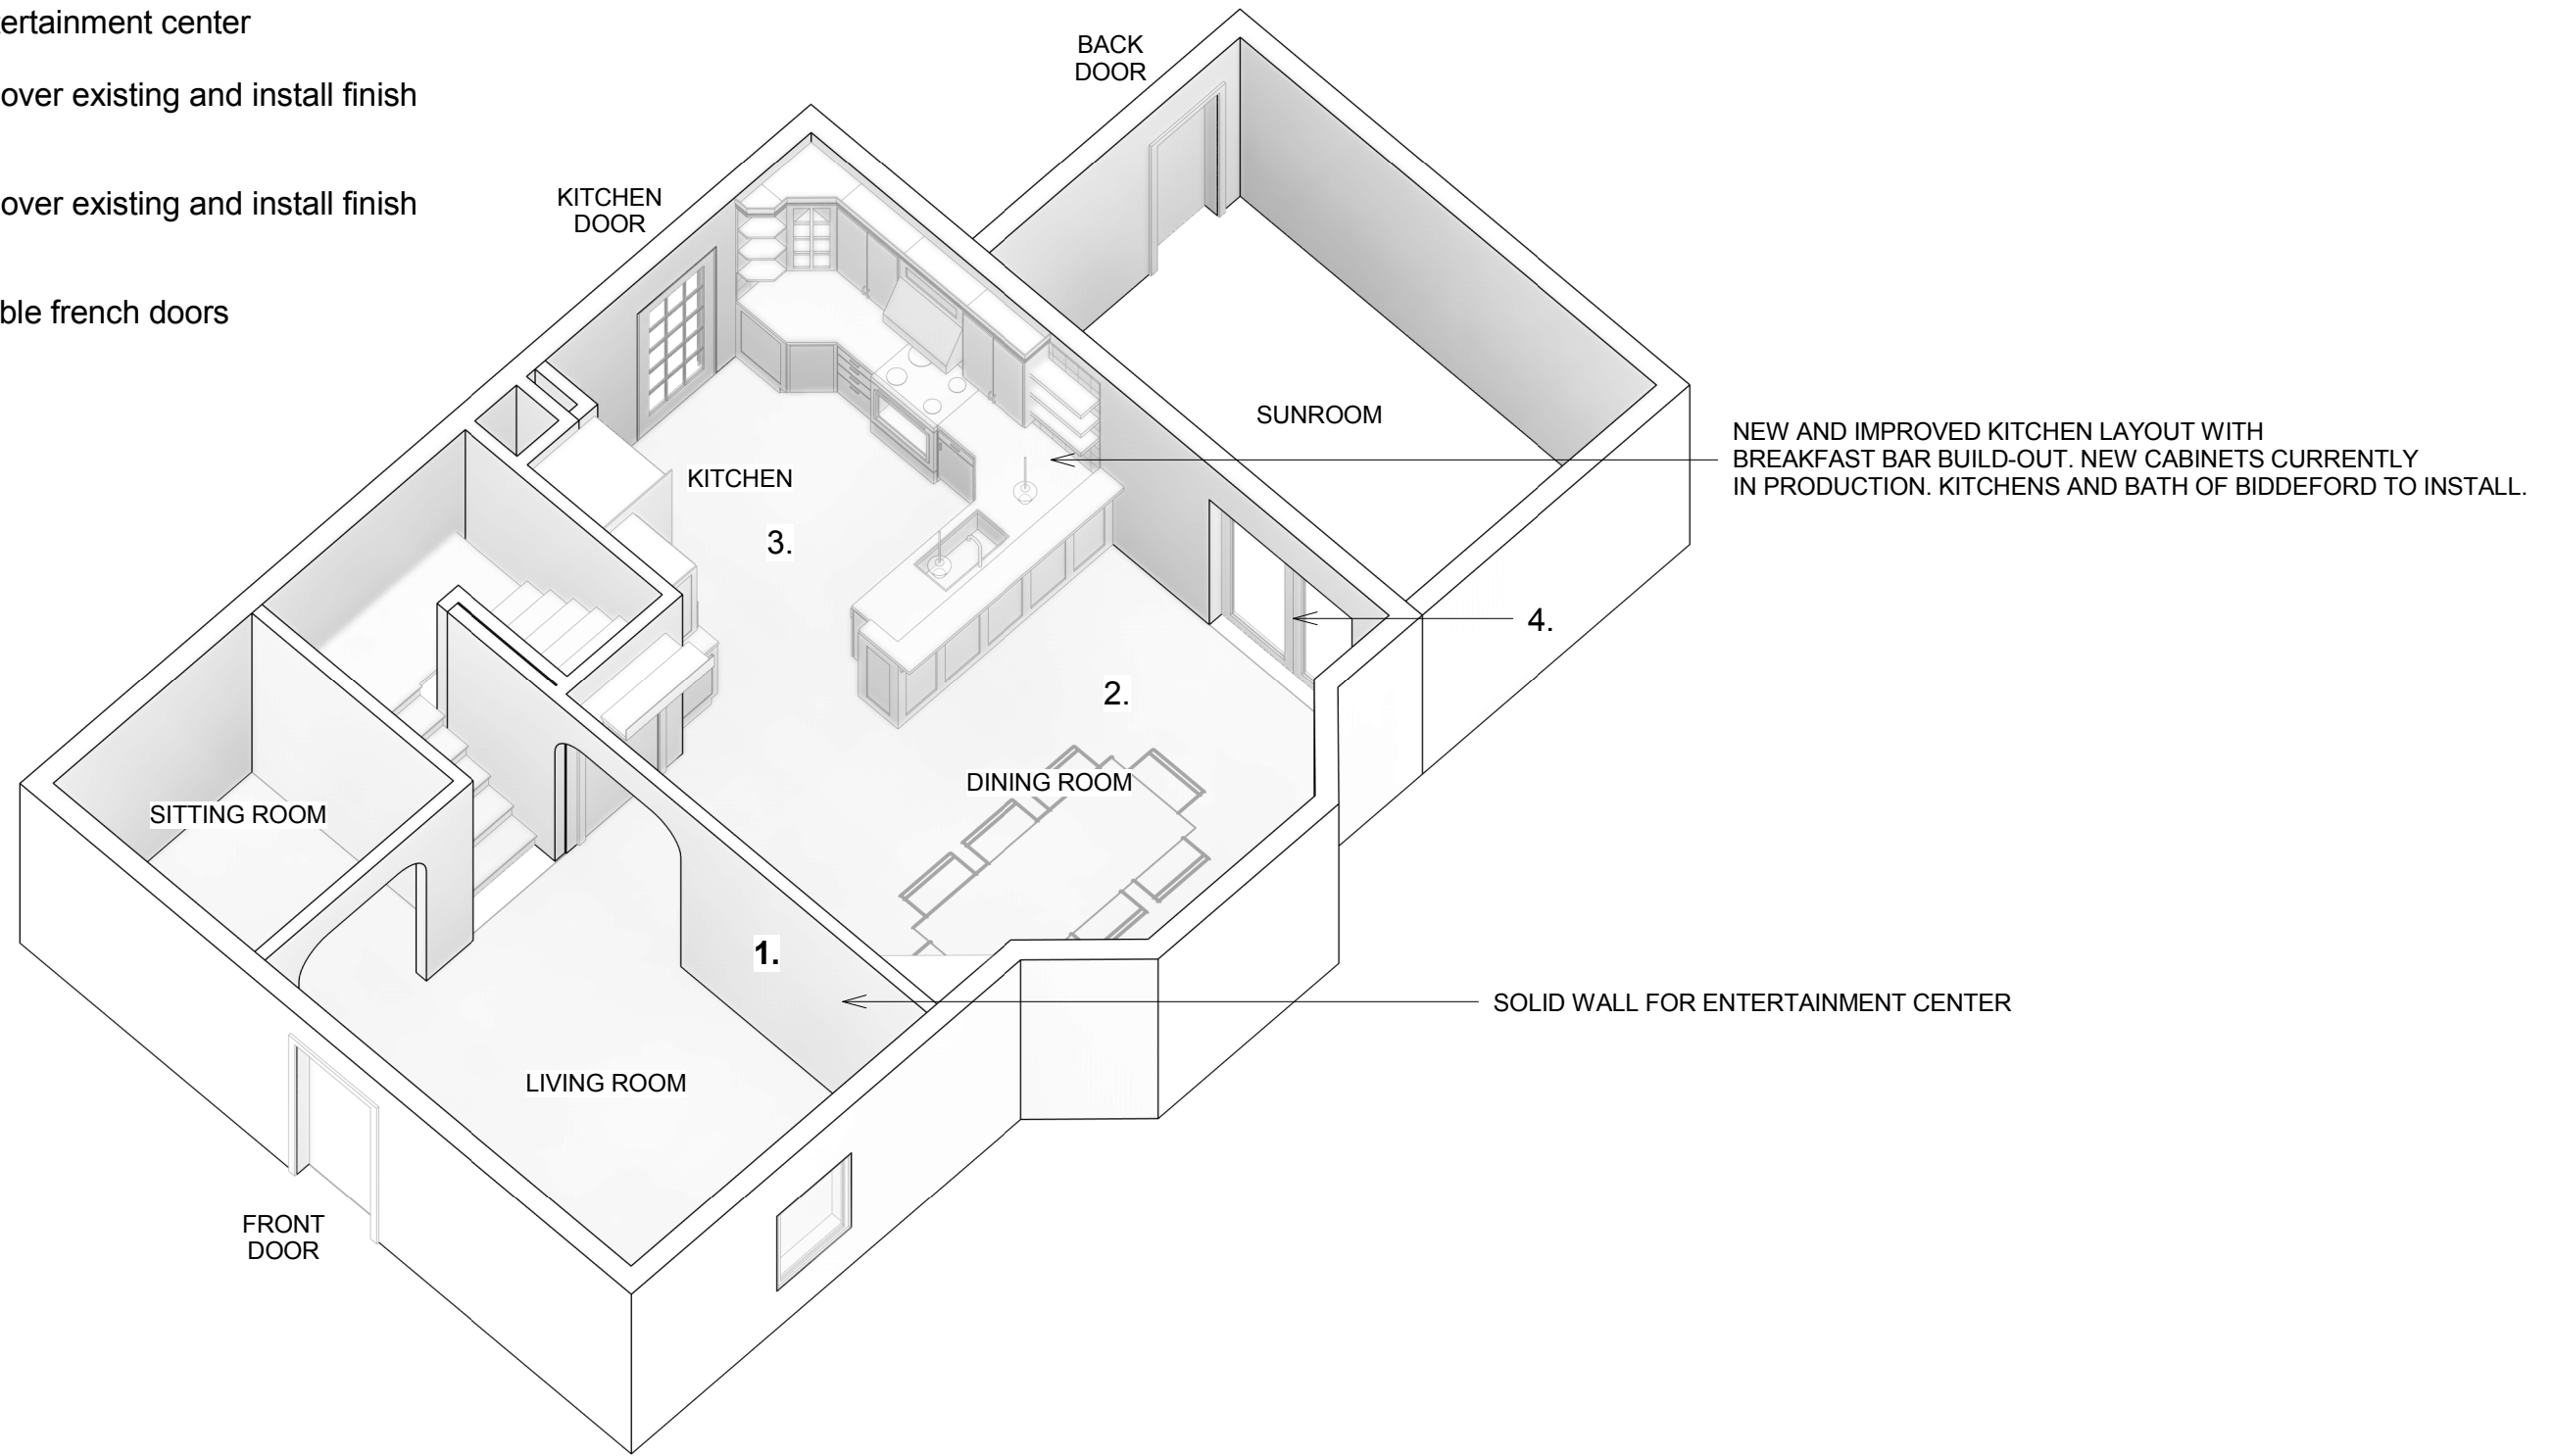 tertainment center
over existing and install finish
over existing and install finish
ble french doors
BACK
DOOR
KITCHEN
DOOR
SUNROOM
NEW AND IMPROVED KITCHEN LAYOUT WITH
BREAKFAST BAR BUILD-OUT. NEW CABINETS CURRENTLY
IN PRODUCTION. KITCHENS AND BATH OF BIDDEFORD TO INSTALL.
KITCHEN
3.
4.
2.
DINING ROOM
SITTING ROOM
1.
SOLID WALL FOR ENTERTAINMENT CENTER
LIVING ROOM
FRONT
DOOR